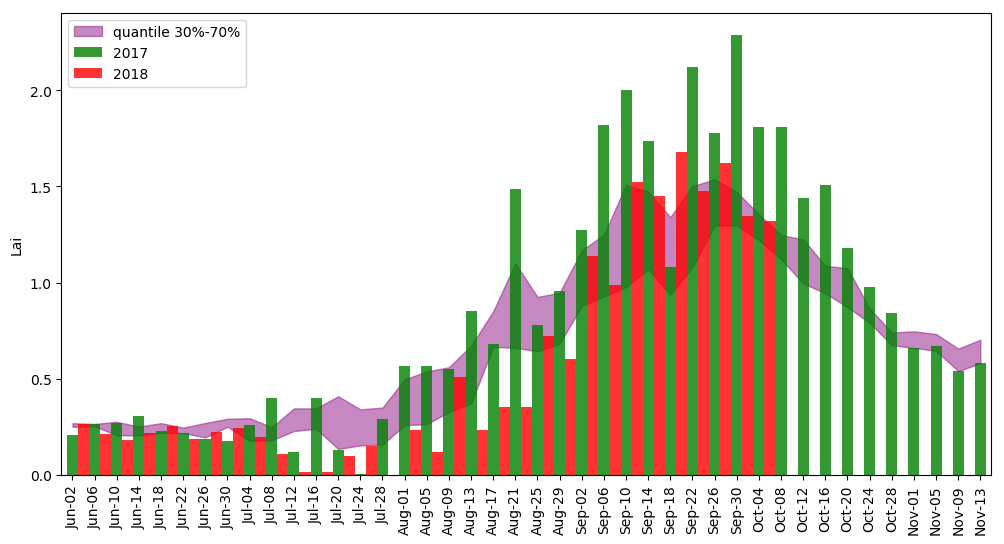 quantile 30%-70%
2017
2018
Lai
2.0
1.5
1.0
0.5
0.0
Jun-02
Jun-06
Jun-10
Jun-14
Jun-18
Jun-22
Jun-26
Jun-30
Jul-04
Jul-08
Jul-12
Jul-16
Jul-20
Jul-24
Jul-28
Aug-01
Aug-05
Aug-09
Aug-13
Aug-17
Aug-21
Aug-25
Aug-29
Sep-02
Sep-06
Sep-10
Sep-14
Sep-18
Sep-22
Sep-26
Sep-30
Oct-04
Oct-08
Oct-12
Oct-16
Oct-20
Oct-24
Oct-28
Nov-01
Nov-05
Nov-09
Nov-13